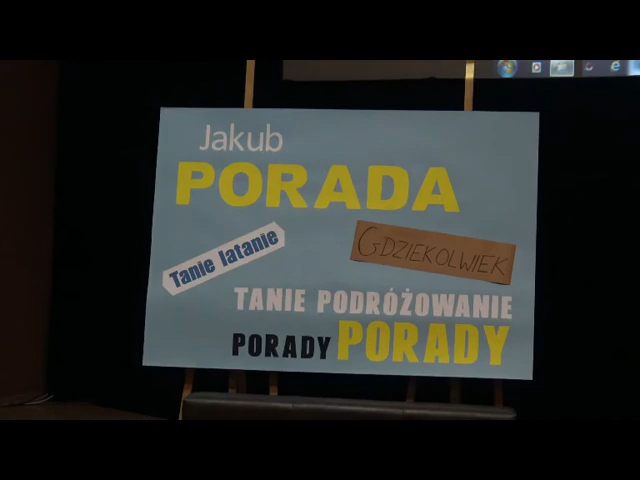 Jakub
PORADA
Tanie latanie
GDZIEKOLWIEK
TANIE PODRÓŻOWANIE
PORADY PORADY